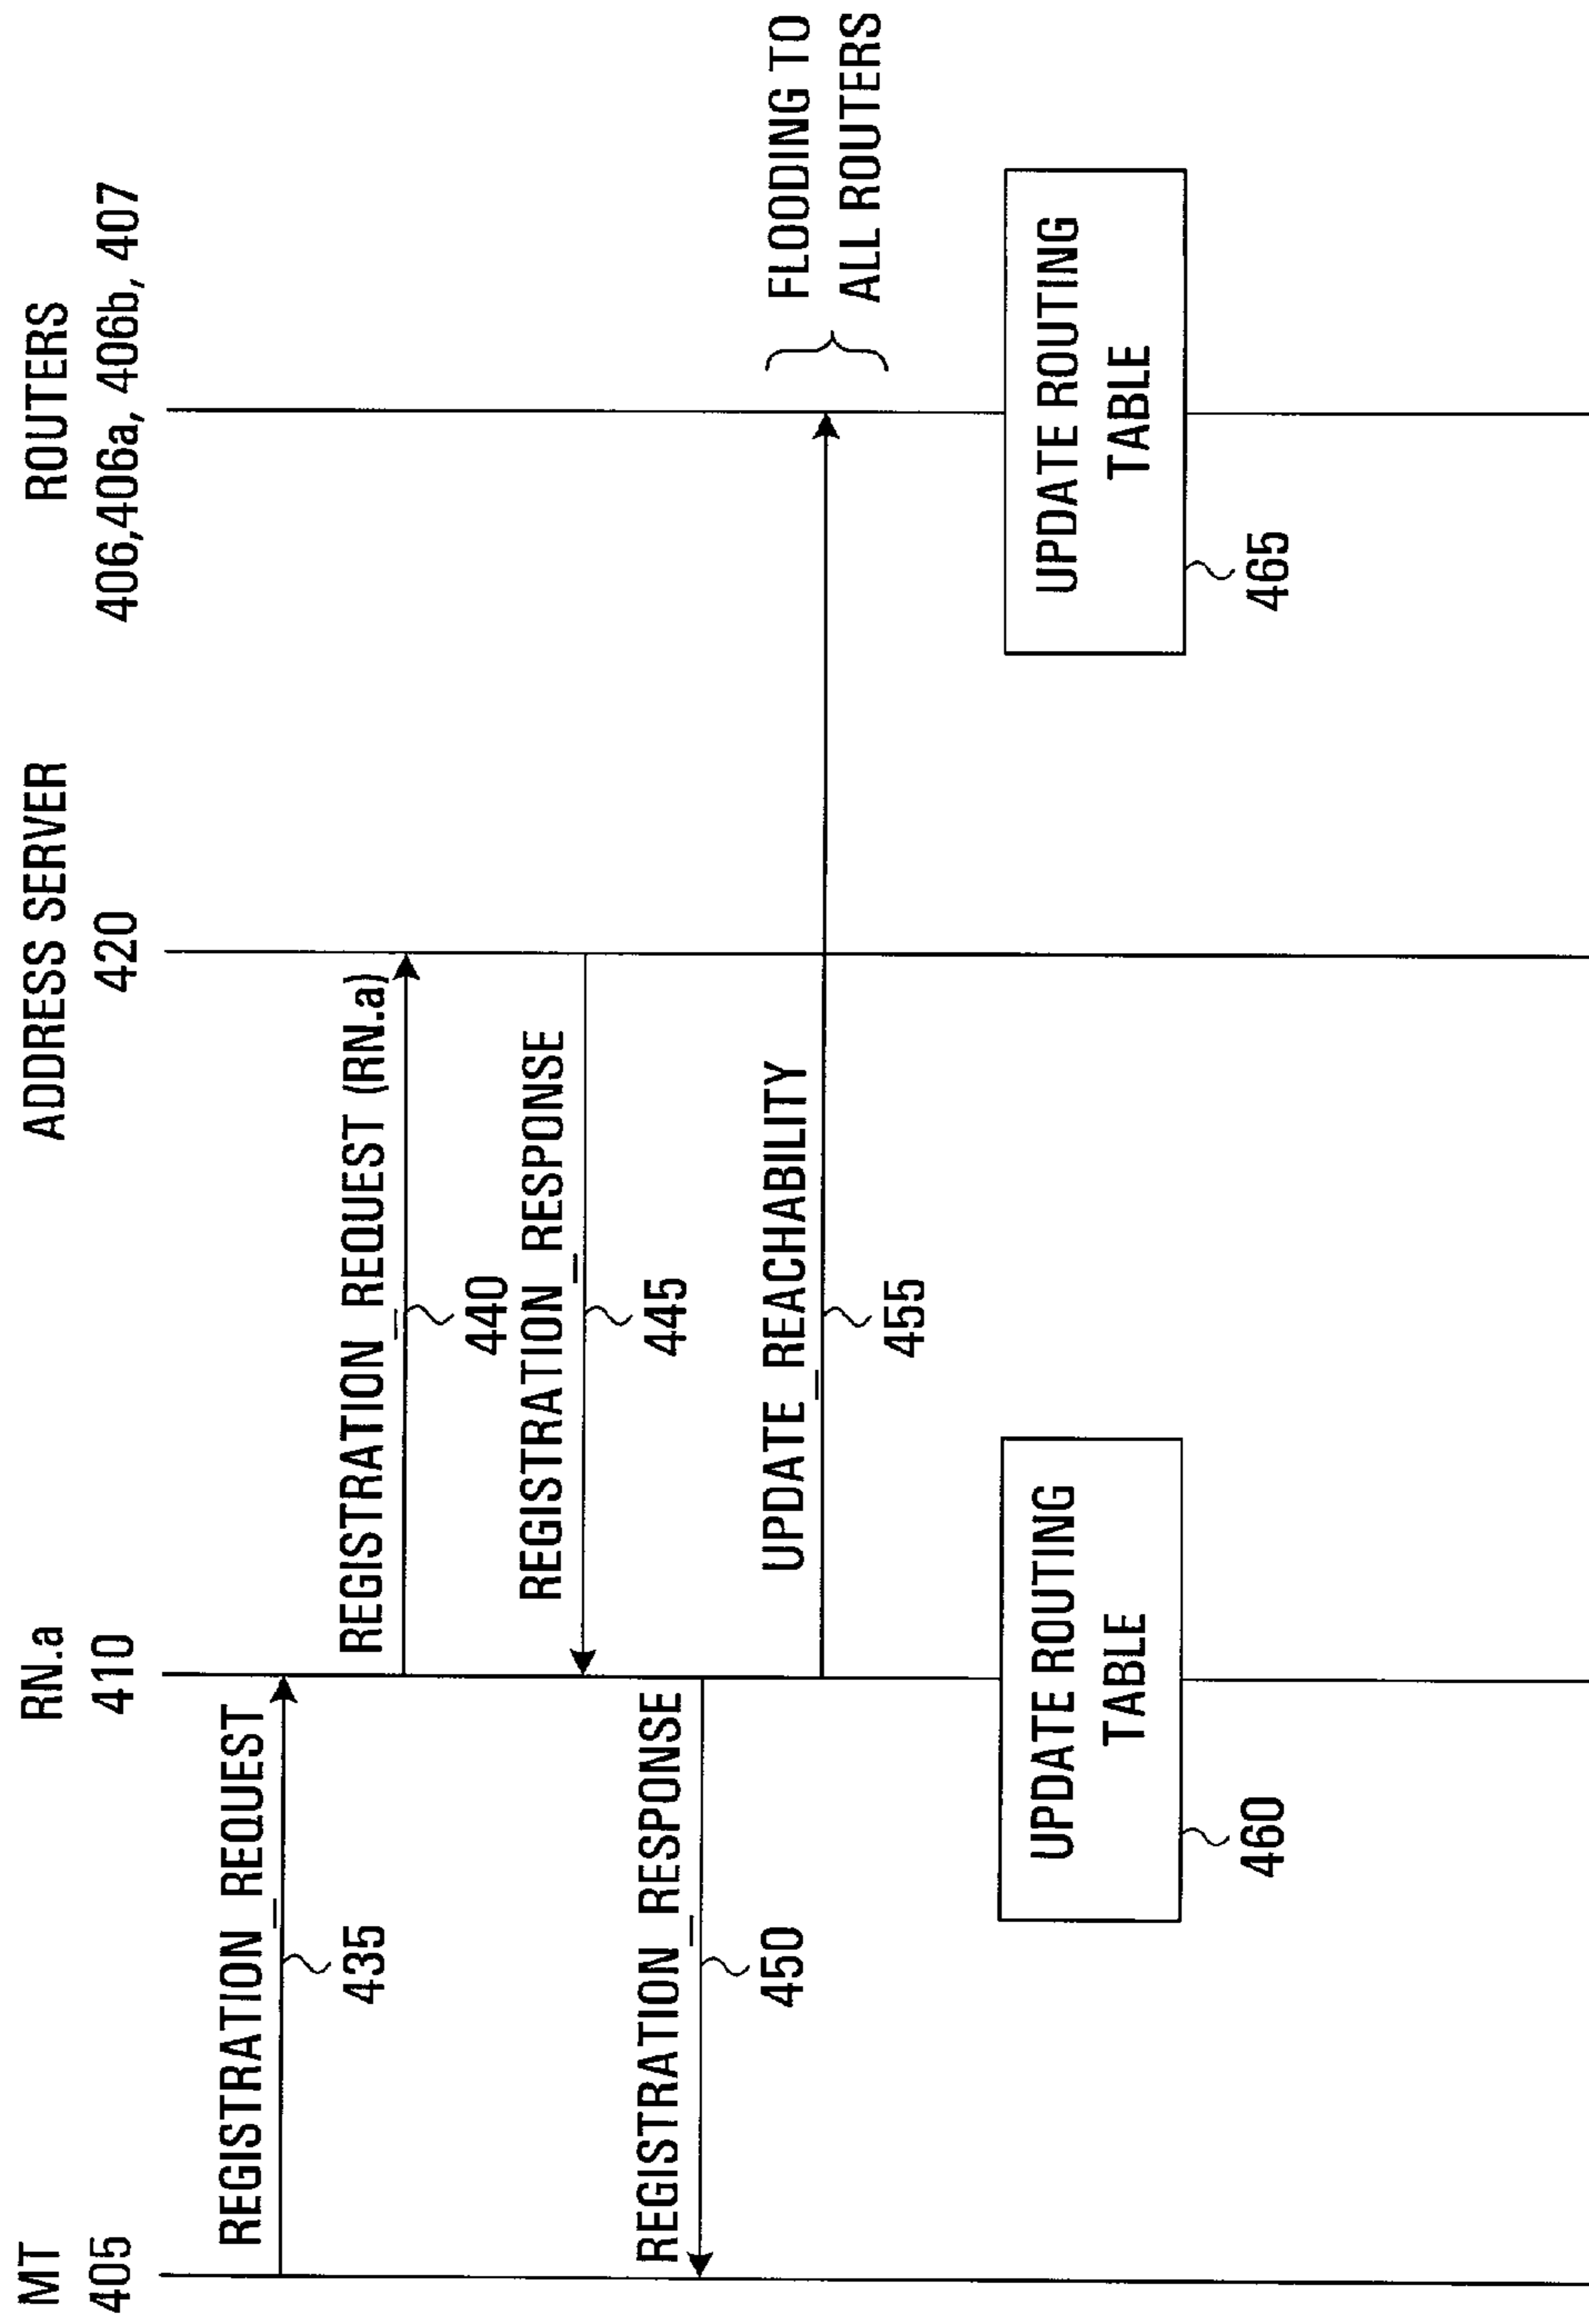 MT
405
RN.a
410
ADDRESS SERVER
420
ROUTERS
406,406a, 406b, 407
REGISTRATION_REQUEST
435
REGISTRATION_REQUEST (RN.a)
440
REGISTRATION_RESPONSE
445
REGISTRATION_RESPONSE
450
UPDATE_REACHABILITY
455
FLOODING TO
ALL ROUTERS
UPDATE ROUTING
TABLE
460
UPDATE ROUTING
TABLE
465